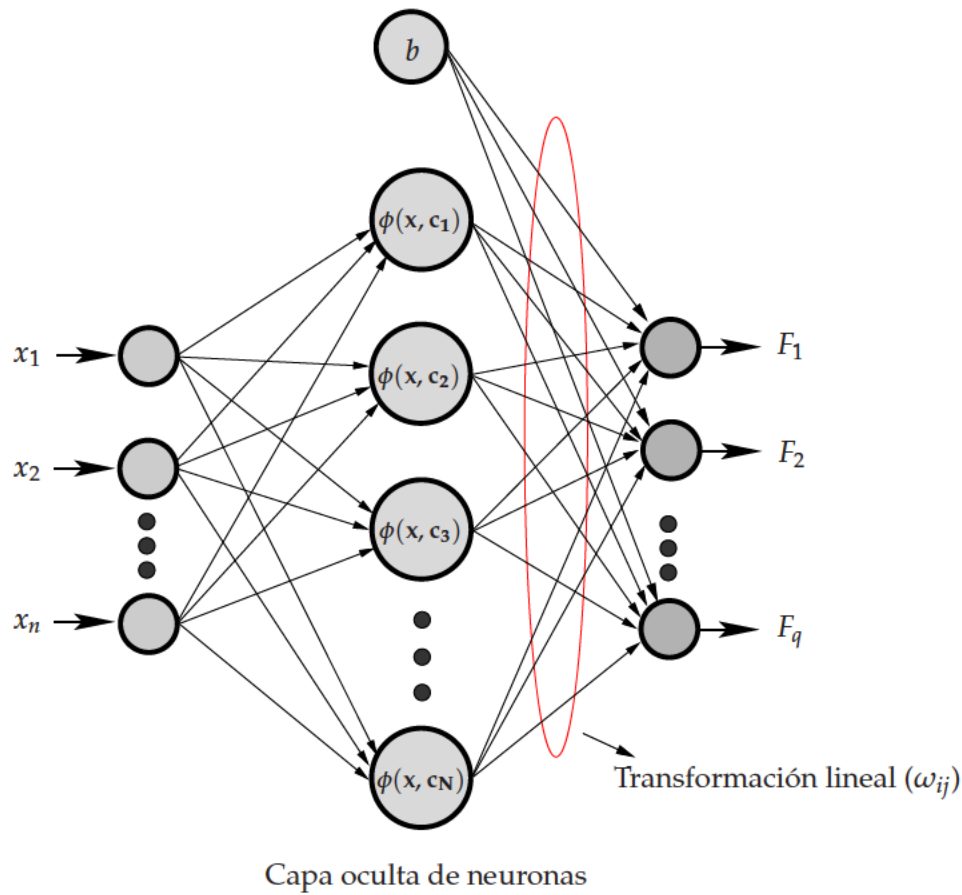 b
ϕ(x, c₁)
ϕ(x, c₂)
ϕ(x, c₃)
ϕ(x, c_N)
x₁
x₂
xₙ
F₁
F₂
F_q
Transformación lineal (ω_ij)
Capa oculta de neuronas